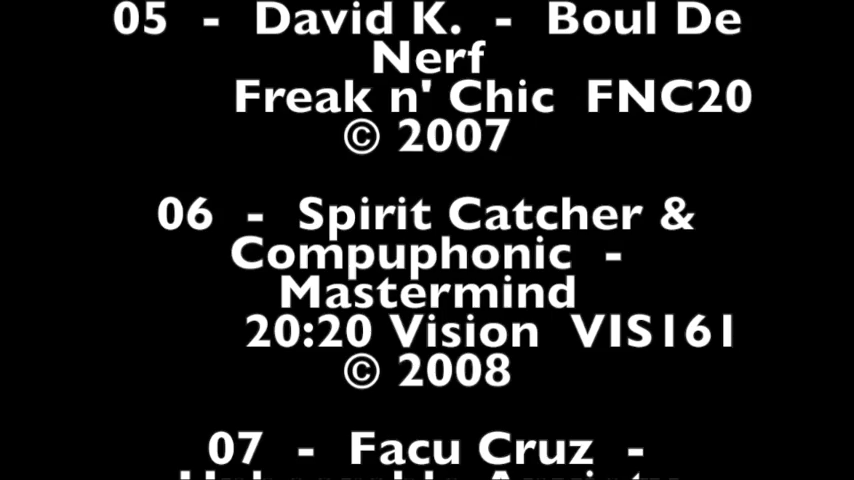 05 - David K. - Boul De
Nerf
Freak n' Chic FNC20
© 2007
06 - Spirit Catcher &
Compuphonic -
Mastermind
20:20 Vision VIS161
© 2008
07 - Facu Cruz -